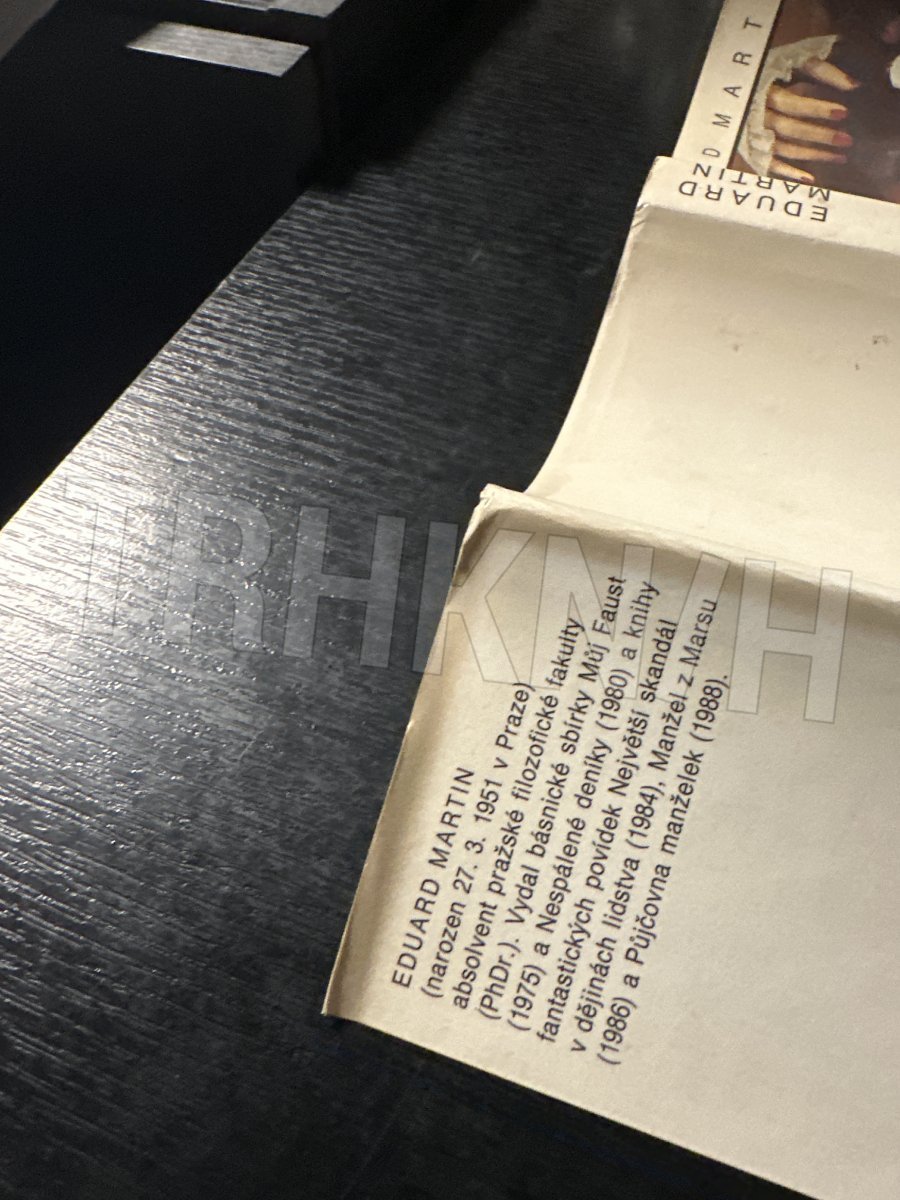 D MART
EDUARD
MARTIN
EDUARD MARTIN
(narozen 27. 3. 1951 v Praze)
absolvent pražské filozofické fakulty
(PhDr.). Vydal básnické sbírky Můj Faust
(1975) a Nespálené deníky (1980) a knihy
fantastických povídek Největší skandál
v dějinách lidstva (1984), Manžel z Marsu
(1986) a Půjčovna manželek (1988).
TRHKNIH